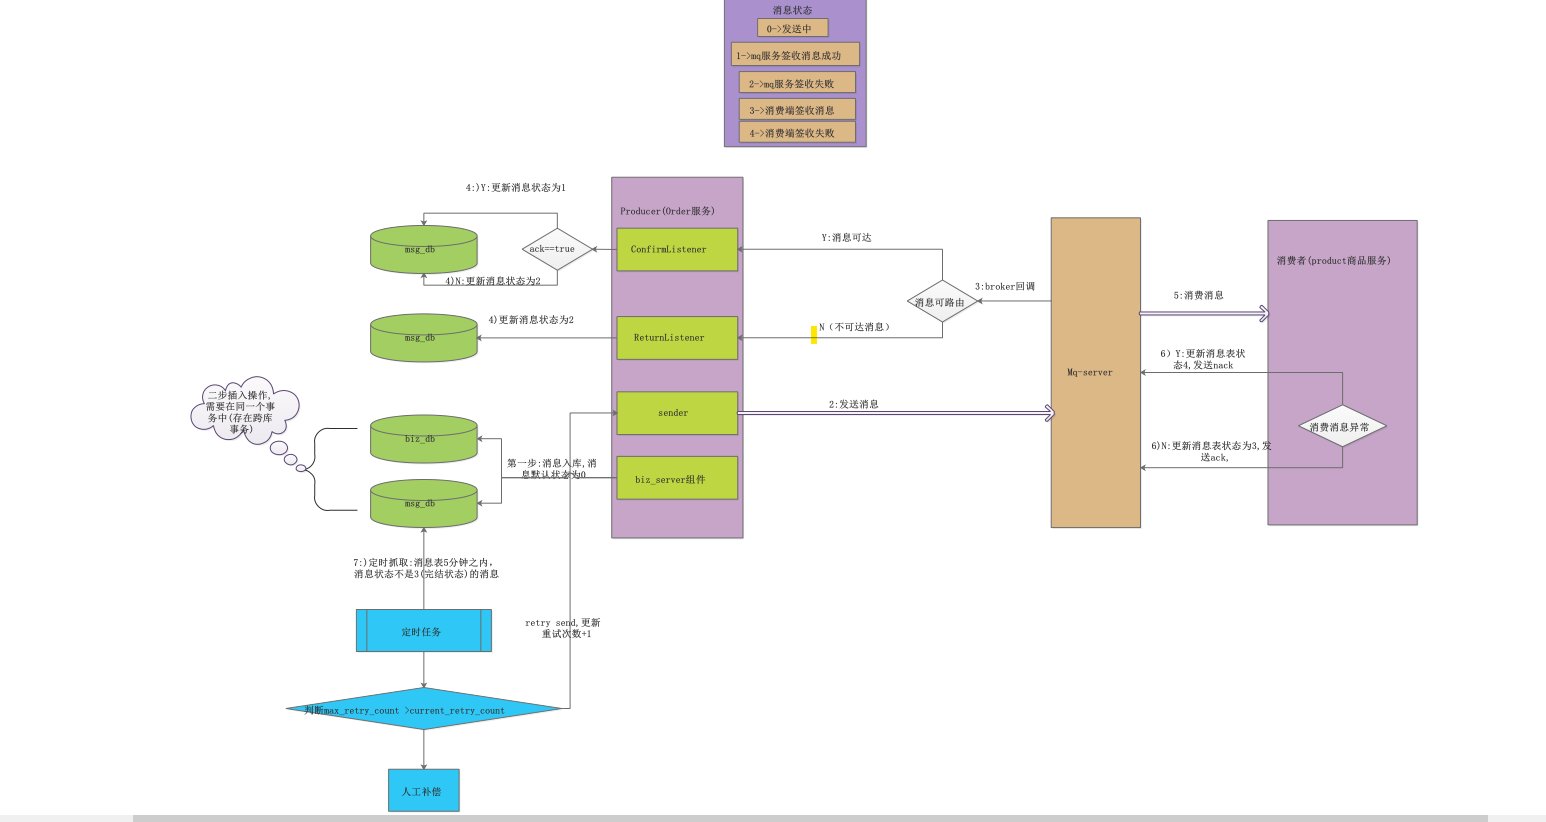 消息状态
0->发送中
1->mq服务签收消息成功
2->mq服务签收失败
3->消费端签收消息
4->消费端签收失败
4:)Y:更新消息状态为1
Producer(Order服务)
msg_db
ack==true
ConfirmListener
Y:消息可达
消费者(product商品服务)
4)N:更新消息状态为2
3:broker回调
消息可路由
5:消费消息
4)更新消息状态为2
N（不可达消息）
msg_db
ReturnListener
6）Y:更新消息表状
态4,发送nack
Mq-server
二步插入操作,
需要在同一个事
务中(存在跨库
事务)
2:发送消息
sender
消费消息异常
biz_db
6)N:更新消息表状态为3,发
送ack,
第一步:消息入库,消
息默认状态为0
biz_server组件
msg_db
7:)定时抓取:消息表5分钟之内，
消息状态不是3(完结状态)的消息
定时任务
retry send,更新
重试次数+1
判断max_retry_count >current_retry_count
人工补偿